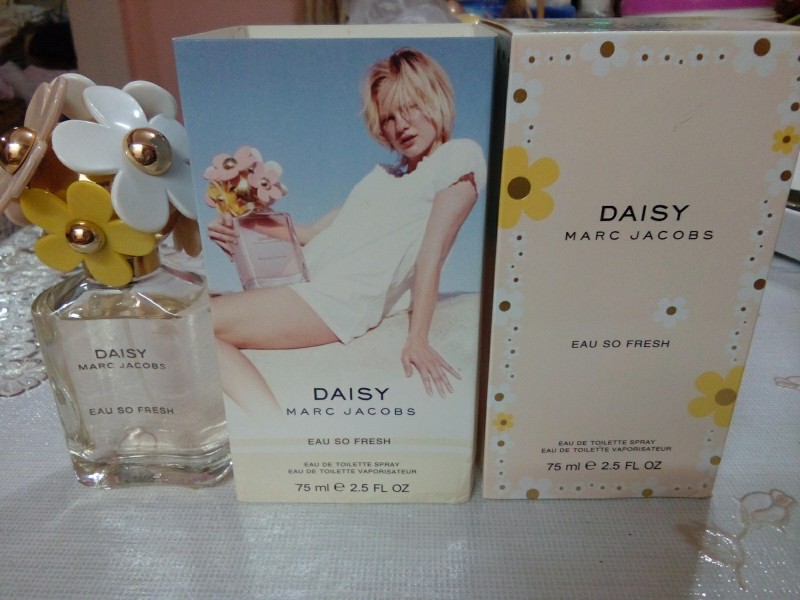 DAISY
MARC JACOBS
EAU SO FRESH
DAISY
MARC JACOBS
EAU SO FRESH
EAU DE TOILETTE SPRAY
EAU DE TOILETTE VAPORISATEUR
75 ml ℮ 2.5 FL OZ
DAISY
MARC JACOBS
EAU SO FRESH
EAU DE TOILETTE SPRAY
EAU DE TOILETTE VAPORISATEUR
75 ml ℮ 2.5 FL OZ